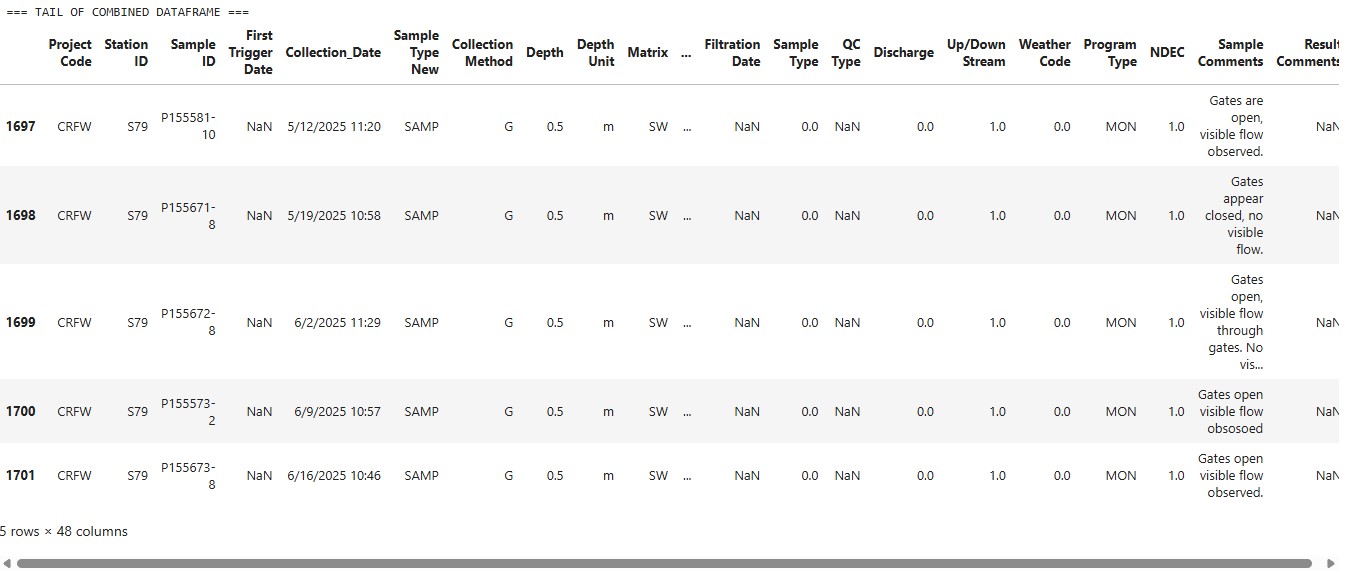 === TAIL OF COMBINED DATAFRAME ===
Project Code Station ID Sample ID First Trigger Date Collection_Date Sample Type New Collection Method Depth Depth Unit Matrix ... Filtration Date Sample Type QC Type Discharge Up/Down Stream Weather Code Program Type NDEC Sample Comments Result Comments
1697 CRFW S79 P155581-10 NaN 5/12/2025 11:20 SAMP G 0.5 m SW ... NaN 0.0 NaN 0.0 1.0 0.0 MON 1.0 Gates are open, visible flow observed. NaN
1698 CRFW S79 P155671-8 NaN 5/19/2025 10:58 SAMP G 0.5 m SW ... NaN 0.0 NaN 0.0 1.0 0.0 MON 1.0 Gates appear closed, no visible flow. NaN
1699 CRFW S79 P155672-8 NaN 6/2/2025 11:29 SAMP G 0.5 m SW ... NaN 0.0 NaN 0.0 1.0 0.0 MON 1.0 Gates open, visible flow through gates. No vis... NaN
1700 CRFW S79 P155573-2 NaN 6/9/2025 10:57 SAMP G 0.5 m SW ... NaN 0.0 NaN 0.0 1.0 0.0 MON 1.0 Gates open visible flow obsosoed NaN
1701 CRFW S79 P155673-8 NaN 6/16/2025 10:46 SAMP G 0.5 m SW ... NaN 0.0 NaN 0.0 1.0 0.0 MON 1.0 Gates open visible flow observed. NaN
5 rows × 48 columns